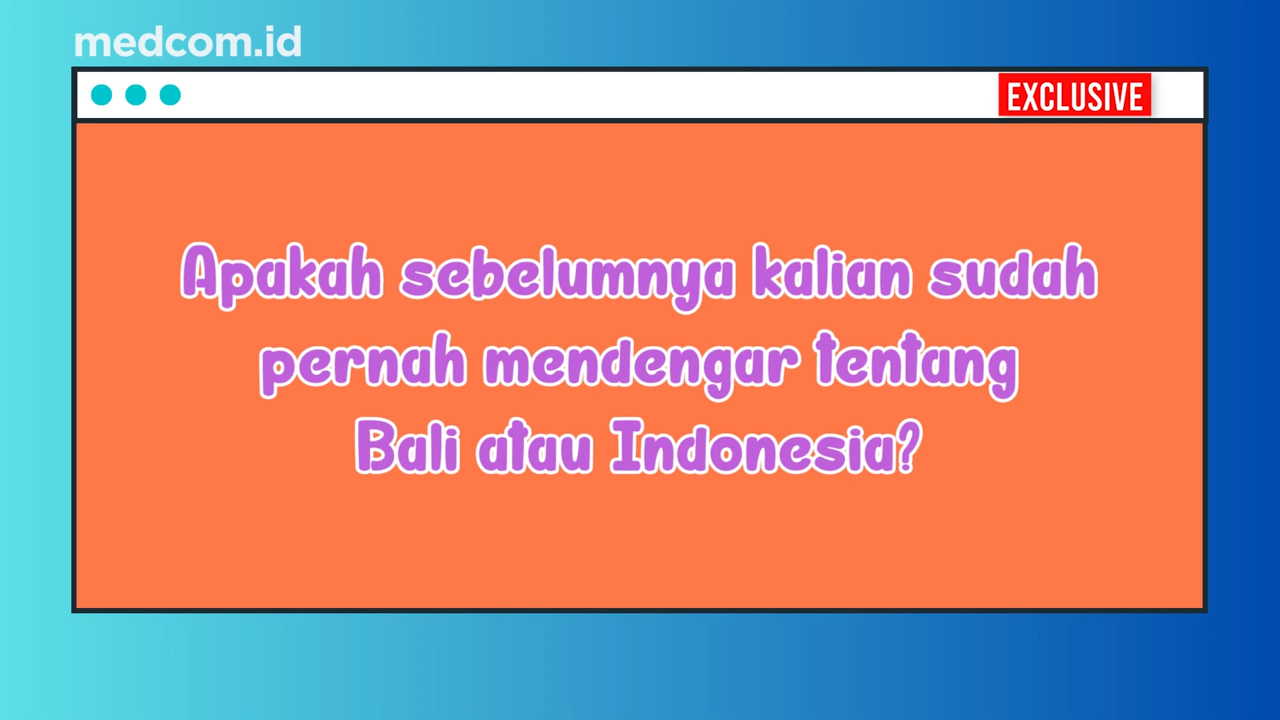 medcom.id
EXCLUSIVE
Apakah sebelumnya kalian sudah
pernah mendengar tentang
Bali atau Indonesia?